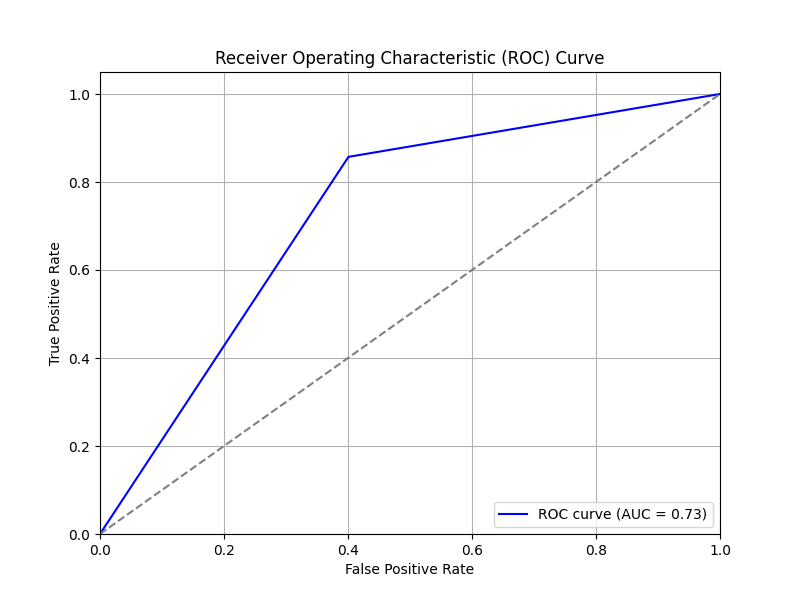 Receiver Operating Characteristic (ROC) Curve
1.0
0.8
0.6
0.4
0.2
0.0
True Positive Rate
ROC curve (AUC = 0.73)
0.0 0.2 0.4 0.6 0.8 1.0
False Positive Rate